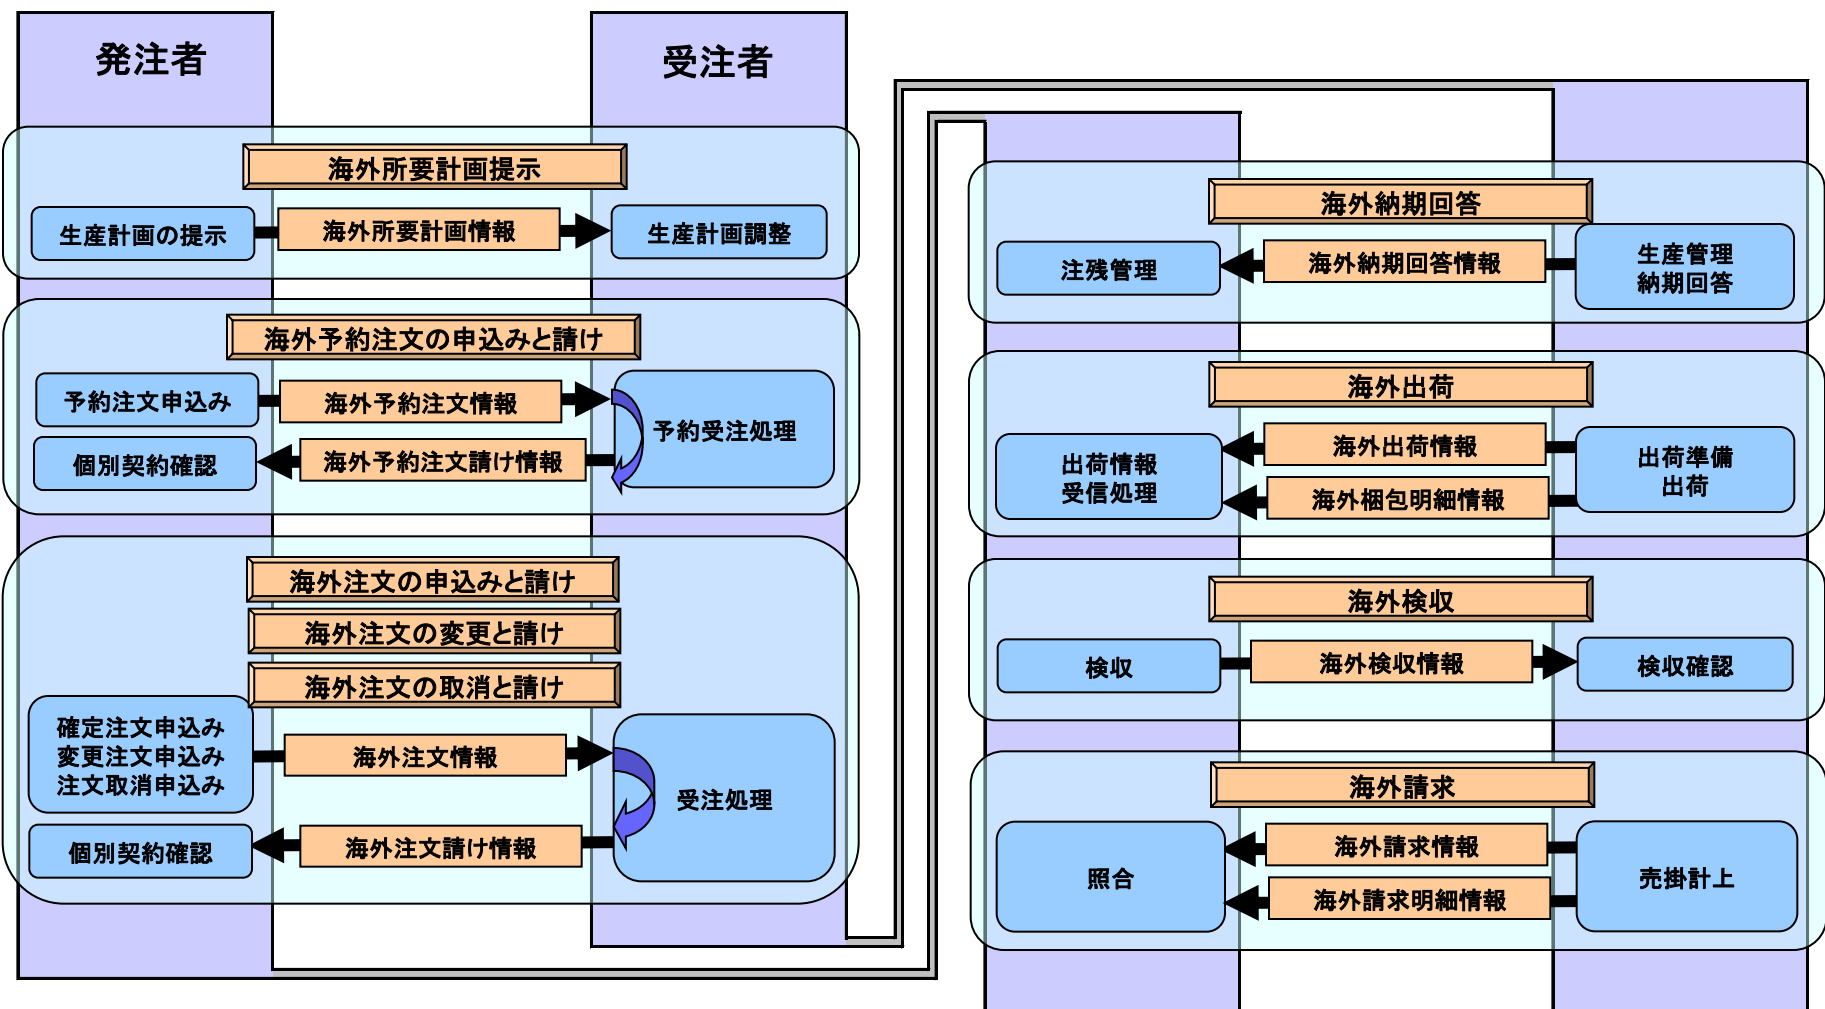 発注者
受注者
海外所要計画提示
生産計画の提示
海外所要計画情報
生産計画調整
海外予約注文の申込みと請け
予約注文申込み
海外予約注文情報
予約受注処理
個別契約確認
海外予約注文請け情報
海外注文の申込みと請け
海外注文の変更と請け
海外注文の取消と請け
確定注文申込み
変更注文申込み
注文取消申込み
海外注文情報
受注処理
個別契約確認
海外注文請け情報
海外納期回答
注残管理
海外納期回答情報
生産管理
納期回答
海外出荷
出荷情報
受信処理
海外出荷情報
海外梱包明細情報
出荷準備
出荷
海外検収
検収
海外検収情報
検収確認
海外請求
照合
海外請求情報
海外請求明細情報
売掛計上